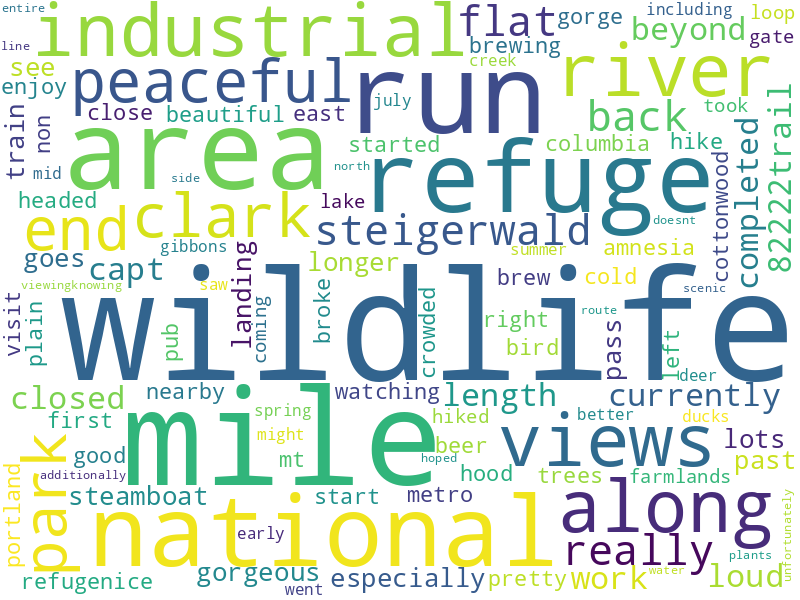 entire
industrial
flat
gorge
including
loop
line
brewing
beyond
gate
see
peaceful
run
creek
river
enjoy
train
non
close
beautiful
east
july
back
took
82222trail
area
started
columbia
hike
completed
mid
north
refuge
cottonwood
headed
side
lake
end
clark
steigerwald
doesnt
goes
capt
gibbons
landing
longer
summer
amnesia
viewingknowing
saw
coming
brew
cold
scenic
visit
plain
pub
wildlife
broke
crowded
right
route
bird
pass
left
deer
closed
nearby
watching
length
currently
first
mile
spring
hiked
better
ducks
might
beer
views
lots
good
mt
hoped
park
additionally
hood
trees
farmlands
past
portland
steamboat
start
metro
along
national
early
really
unfortunately
plants
refugenice
gorgeous
went
especially
pretty
work
water
loud